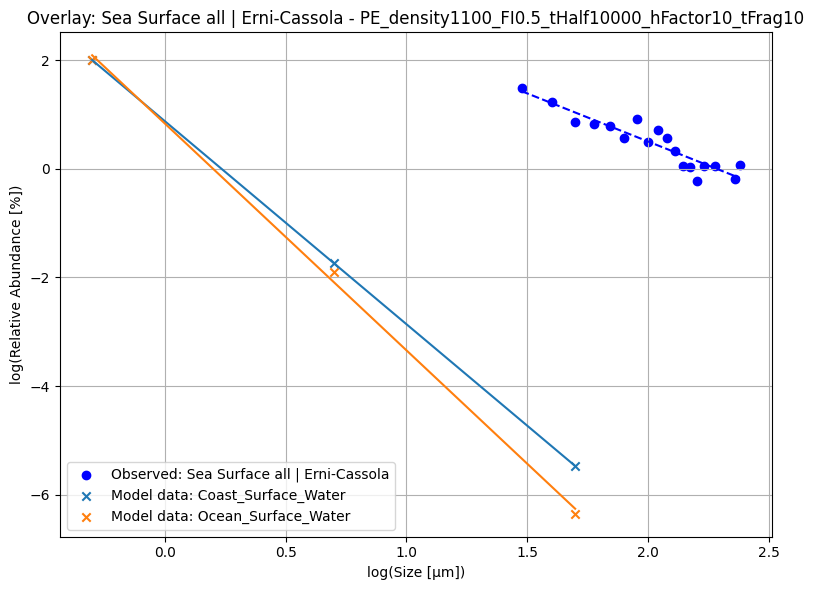 Overlay: Sea Surface all | Erni-Cassola - PE_density1100_FI0.5_tHalf10000_hFactor10_tFrag10
log(Relative Abundance [%])
2
0
−2
−4
−6
Observed: Sea Surface all | Erni-Cassola
Model data: Coast_Surface_Water
Model data: Ocean_Surface_Water
0.0
0.5
1.0
1.5
2.0
2.5
log(Size [μm])